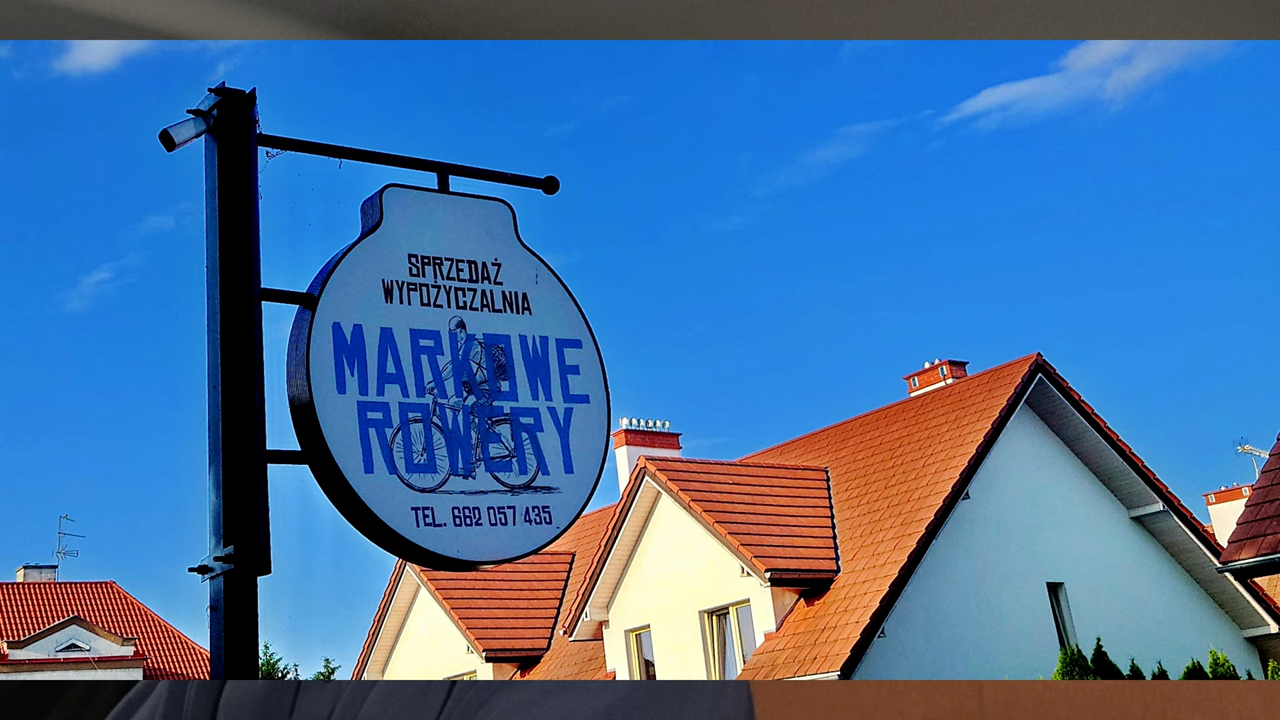 SPRZEDAŻ
WYPOŻYCZALNIA
MARKOWE
ROWERY
TEL. 662 057 435